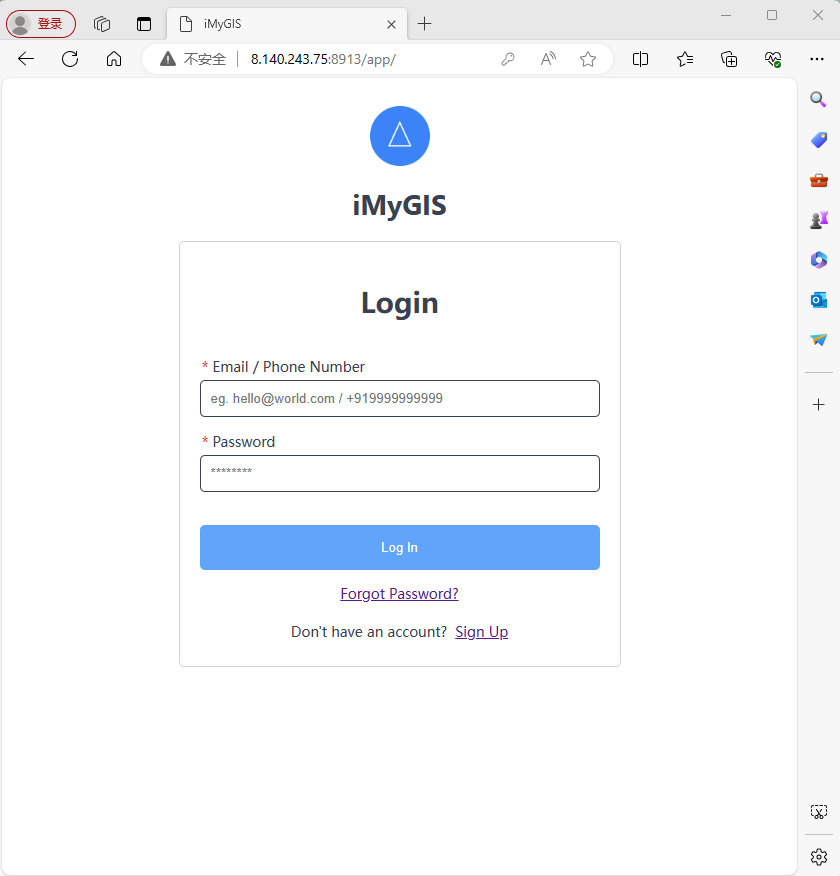 登录
iMyGIS
不安全
8.140.243.75:8913/app/
iMyGIS
Login
* Email / Phone Number
eg. hello@world.com / +919999999999
* Password
********
Log In
Forgot Password?
Don't have an account? Sign Up